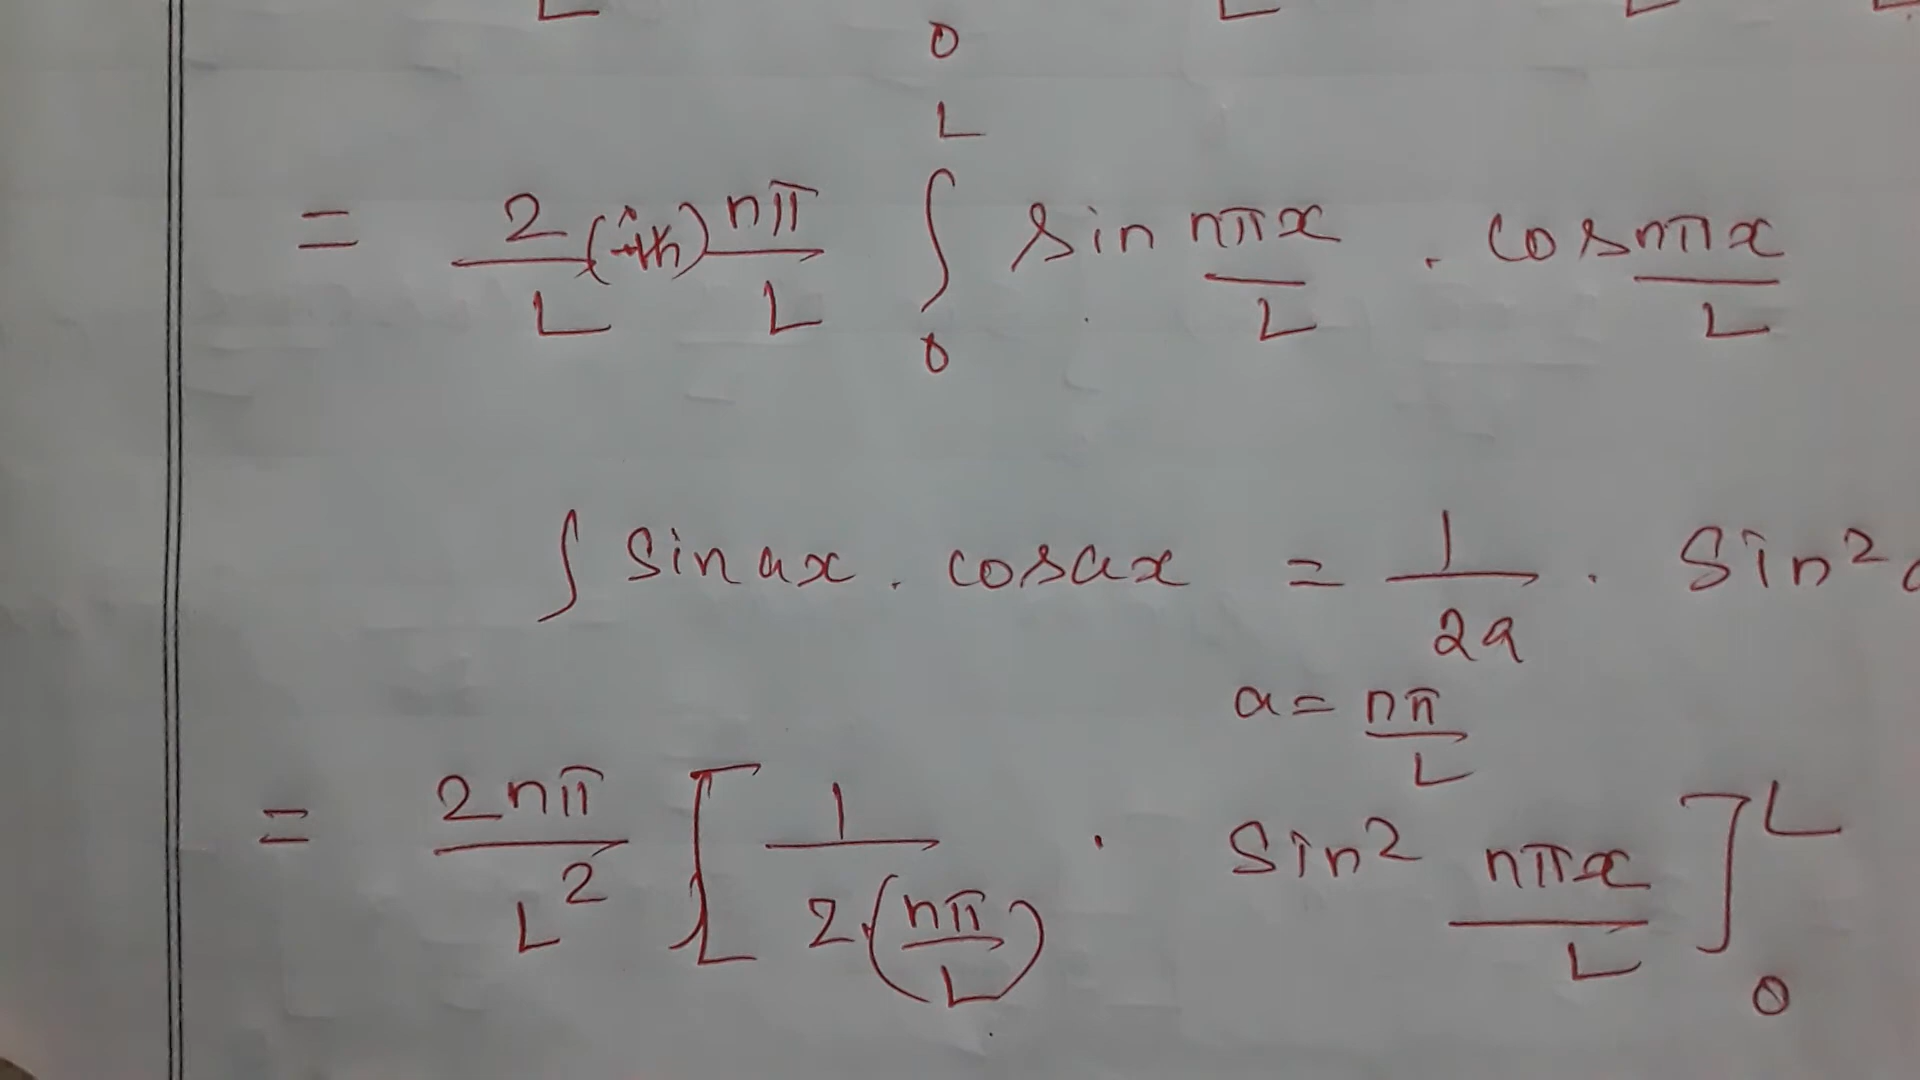 L L L L
0
L
= 2/L (-iħ) nπ/L ∫ sin nπx/L . cos nπx/L
0
∫ sin ax . cos ax = 1/2a . Sin²
a = nπ/L
= 2nπ/L² [ 1/2(nπ/L) . Sin² nπx/L ]L
0